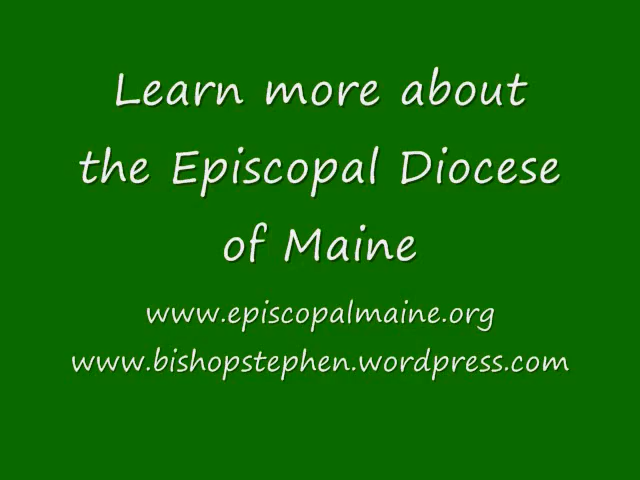 Learn more about
the Episcopal Diocese
of Maine
www.episcopalmaine.org
www.bishopstephen.wordpress.com